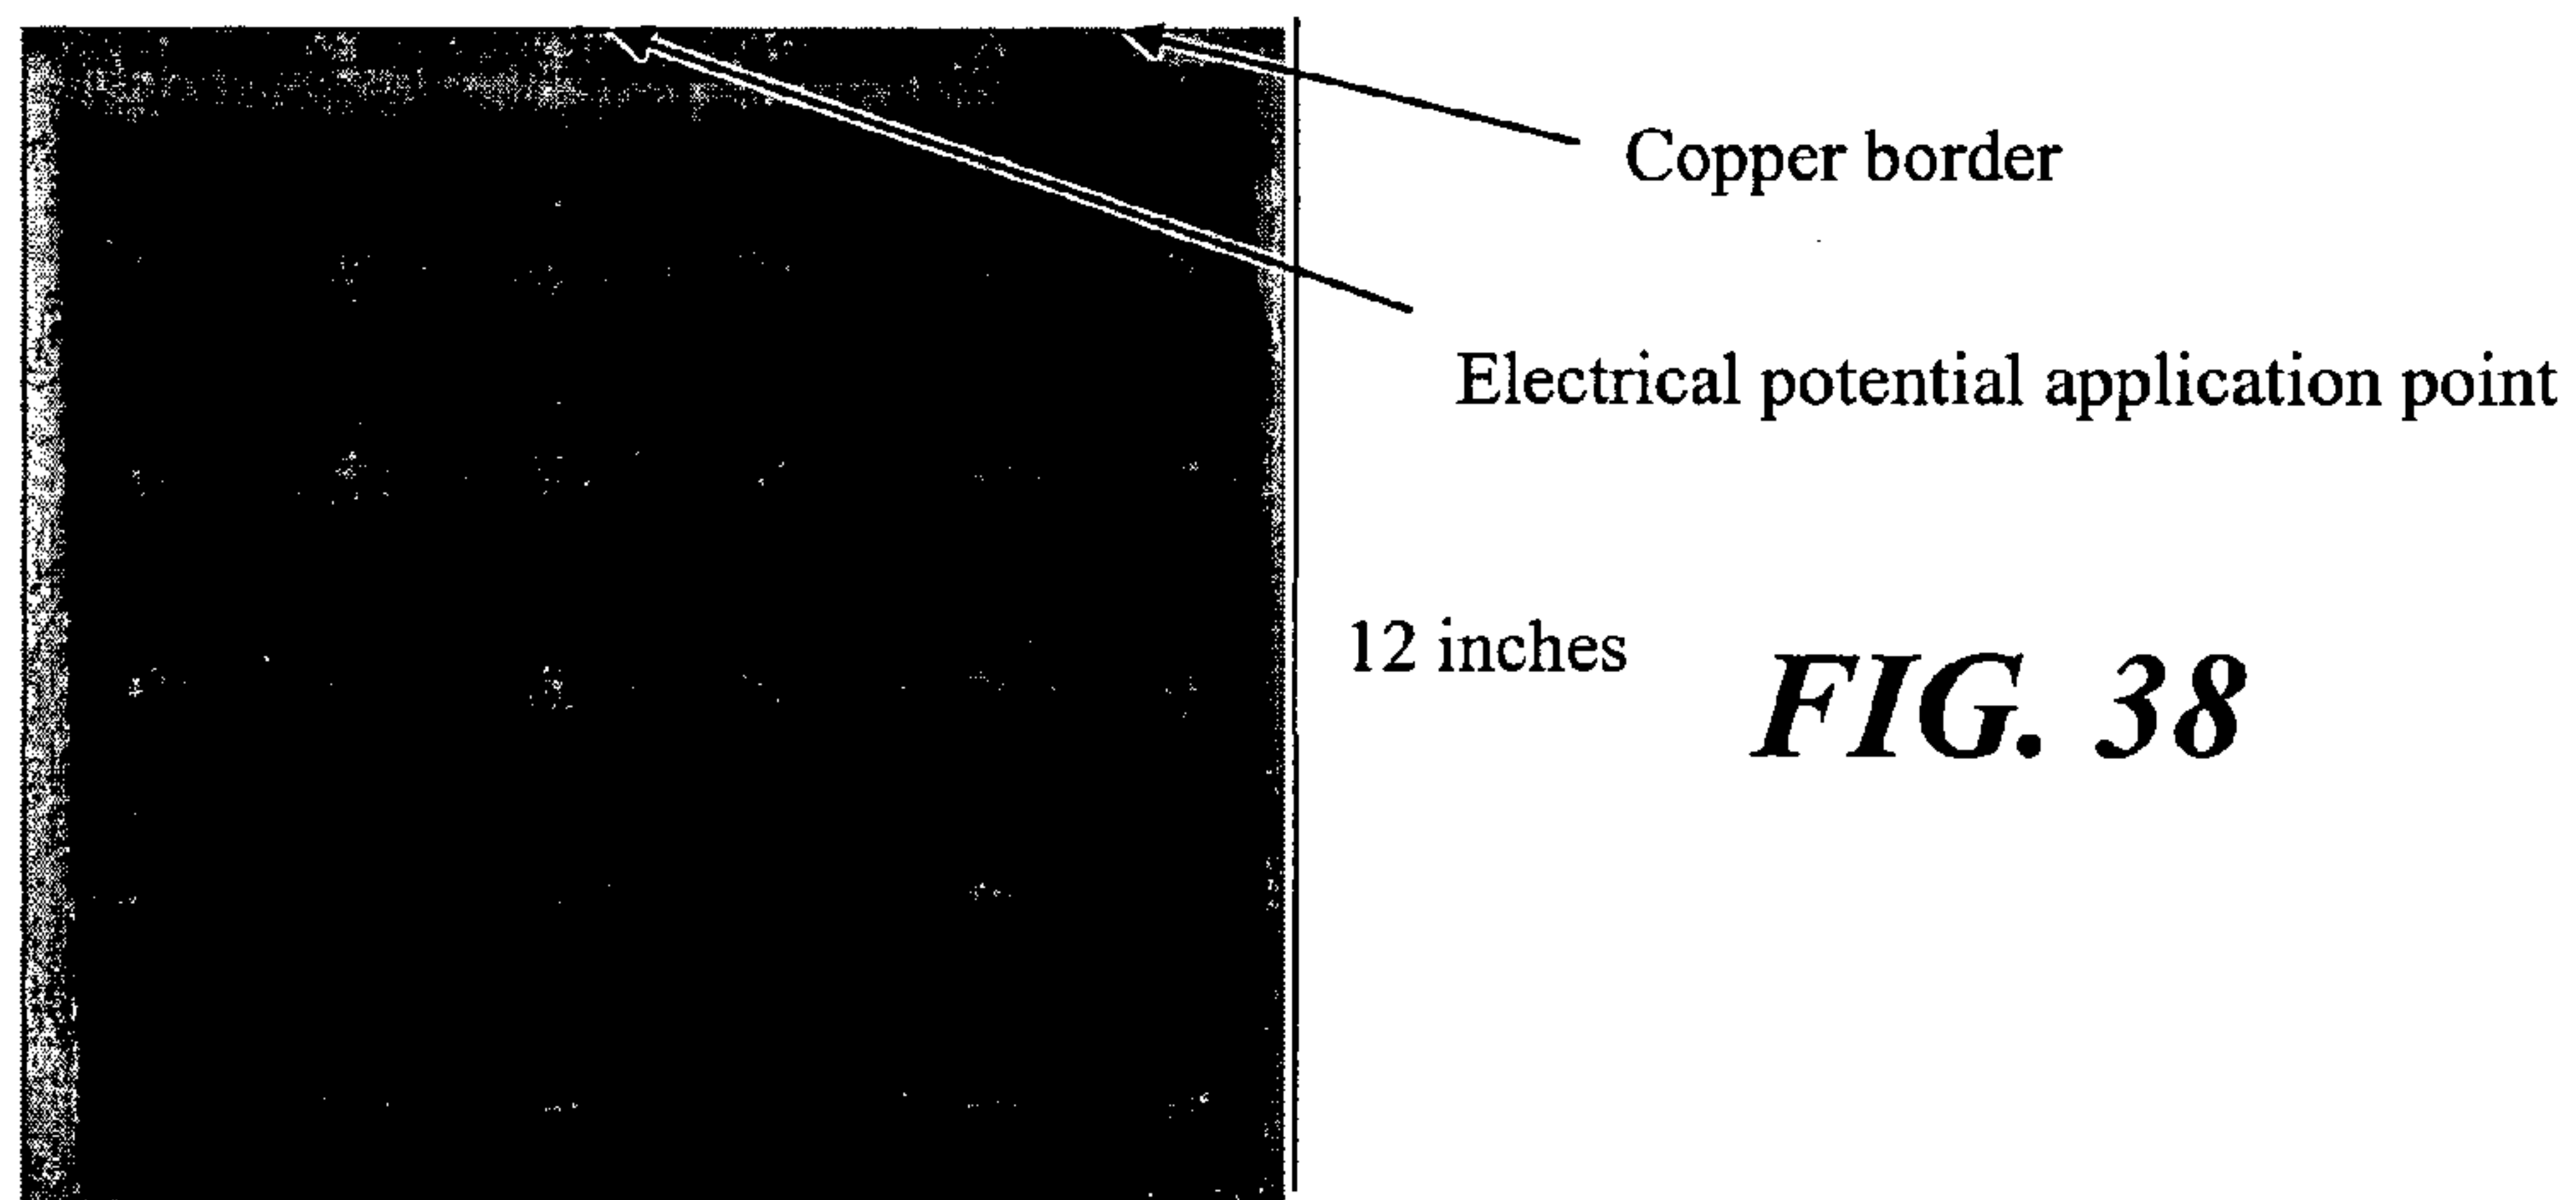 Copper border
Electrical potential application point
12 inches
FIG. 38